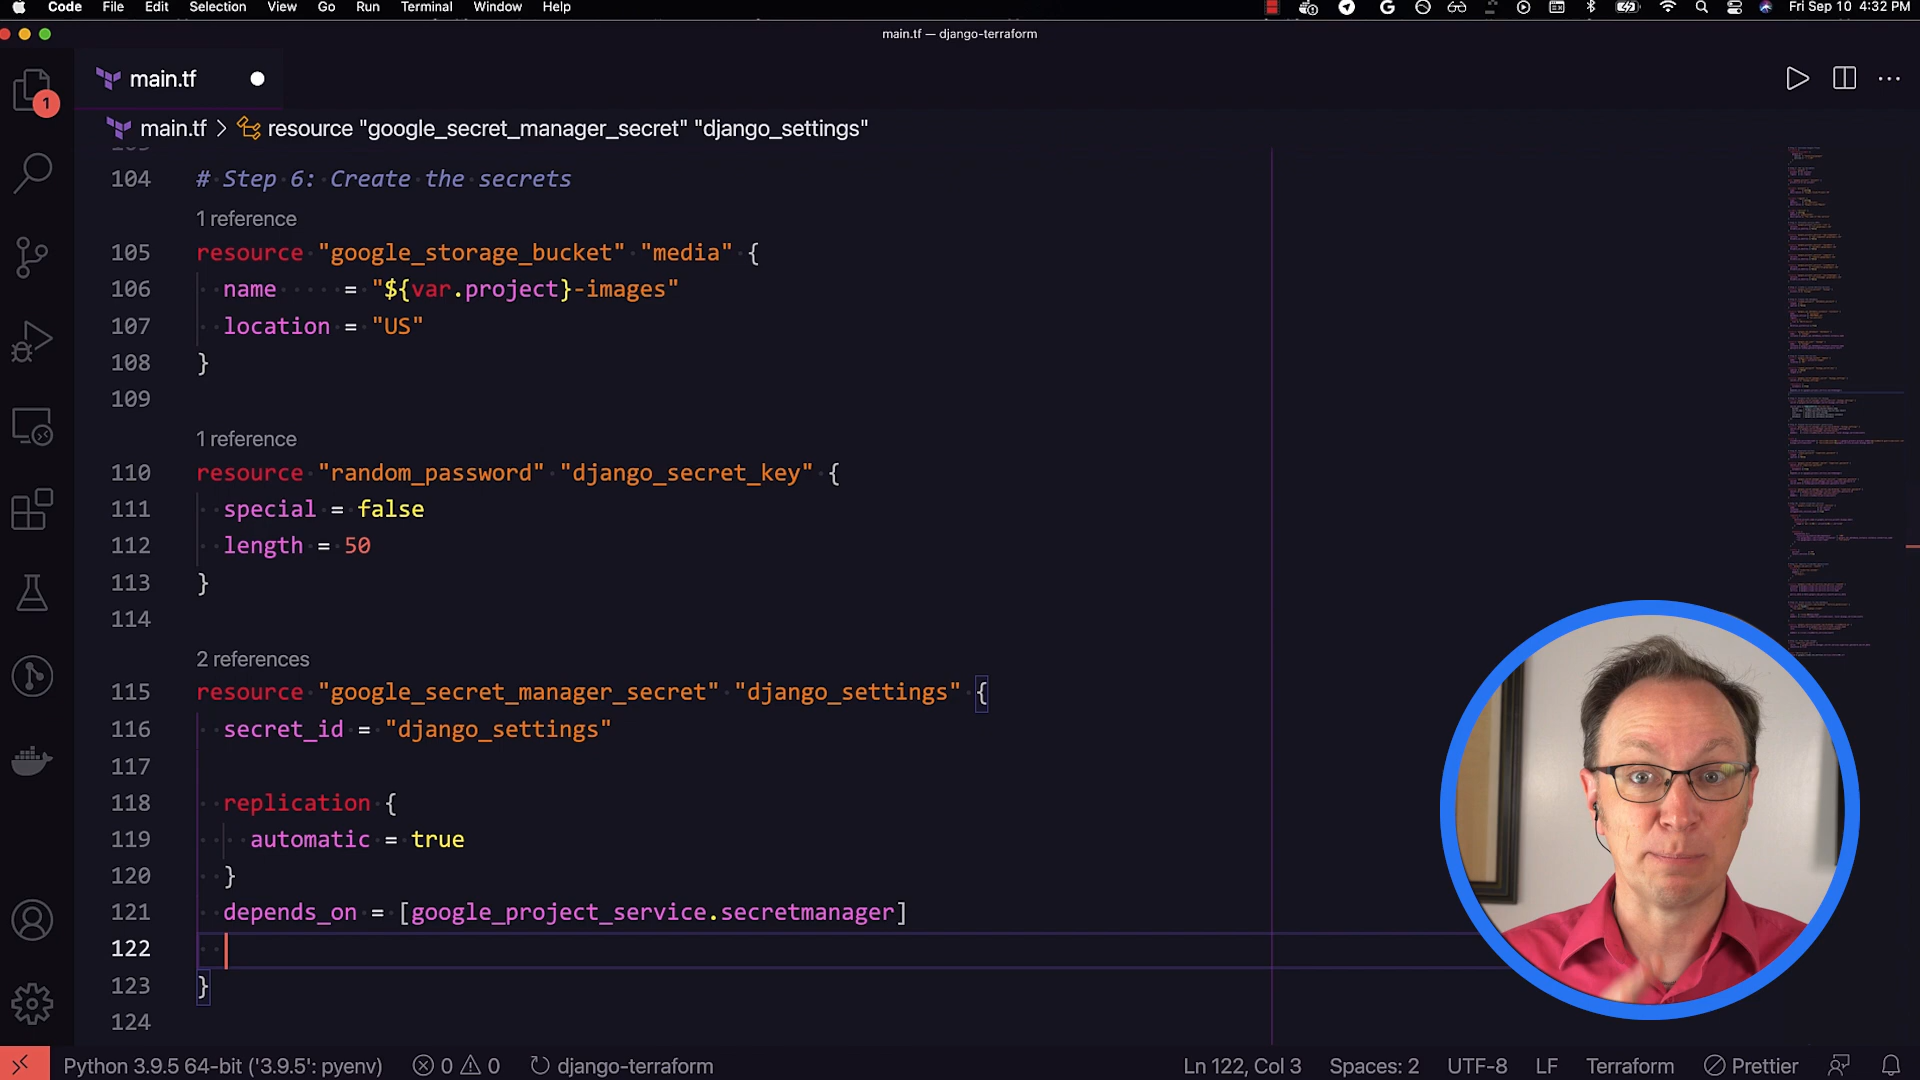 Code File Edit Selection View Go Run Terminal Window Help Fri Sep 10 4:32 PM
main.tf — django-terraform
main.tf
1
main.tf > resource "google_secret_manager_secret" "django_settings"
104 # Step 6: Create the secrets
1 reference
105 resource "google_storage_bucket" "media" {
106 name = "${var.project}-images"
107 location = "US"
108 }
109
1 reference
110 resource "random_password" "django_secret_key" {
111 special = false
112 length = 50
113 }
114
2 references
115 resource "google_secret_manager_secret" "django_settings" {
116 secret_id = "django_settings"
117
118 replication {
119 automatic = true
120 }
121 depends_on = [google_project_service.secretmanager]
122
123 }
124
Python 3.9.5 64-bit ('3.9.5': pyenv) 0 0 django-terraform Ln 122, Col 3 Spaces: 2 UTF-8 LF Terraform Prettier